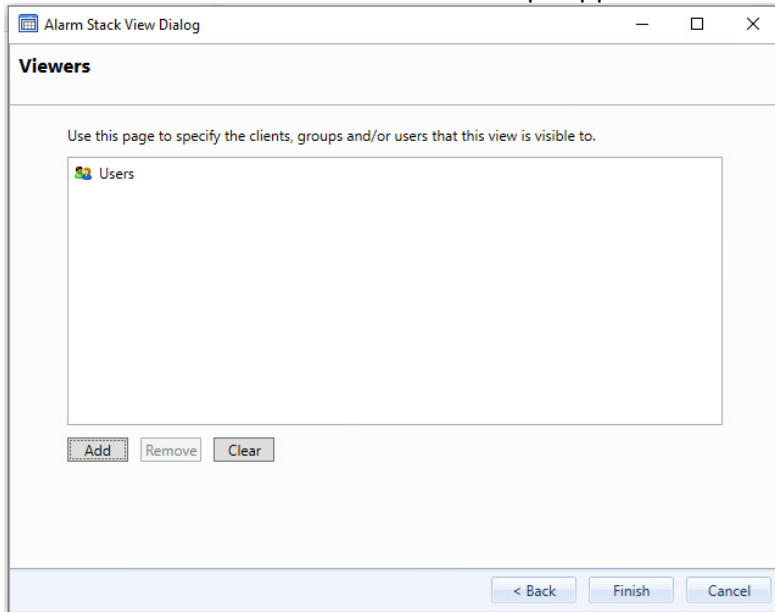 Alarm Stack View Dialog
Viewers
Use this page to specify the clients, groups and/or users that this view is visible to.
Users
Add Remove Clear
< Back Finish Cancel